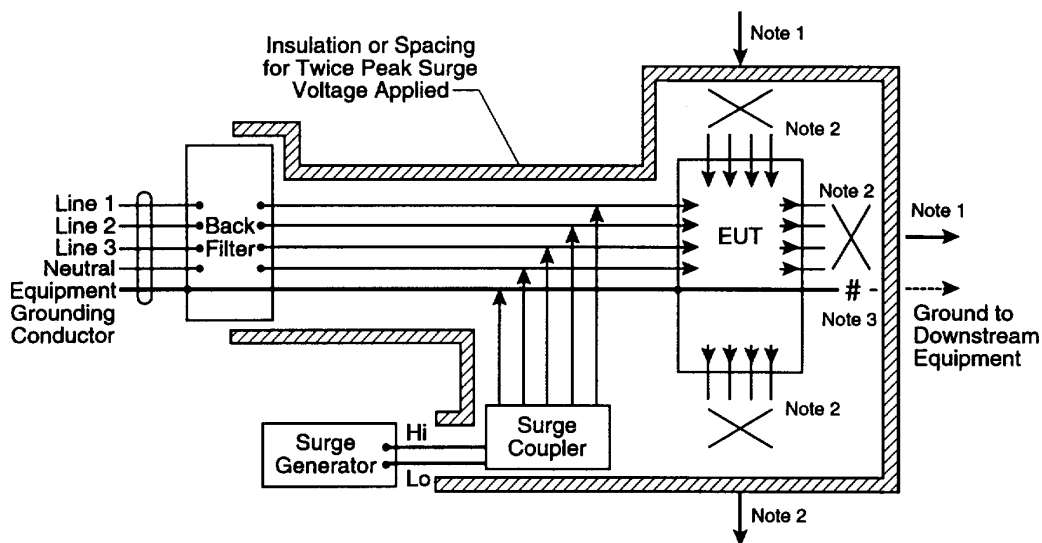 Note 1
Insulation or Spacing
for Twice Peak Surge
Voltage Applied
Note 2
Line 1
Line 2
Line 3
Neutral
Equipment
Grounding
Conductor
Back
Filter
EUT
Note 2
Note 1
#
Note 3
Ground to
Downstream
Equipment
Note 2
Surge
Generator
Hi
Lo
Surge
Coupler
Note 2